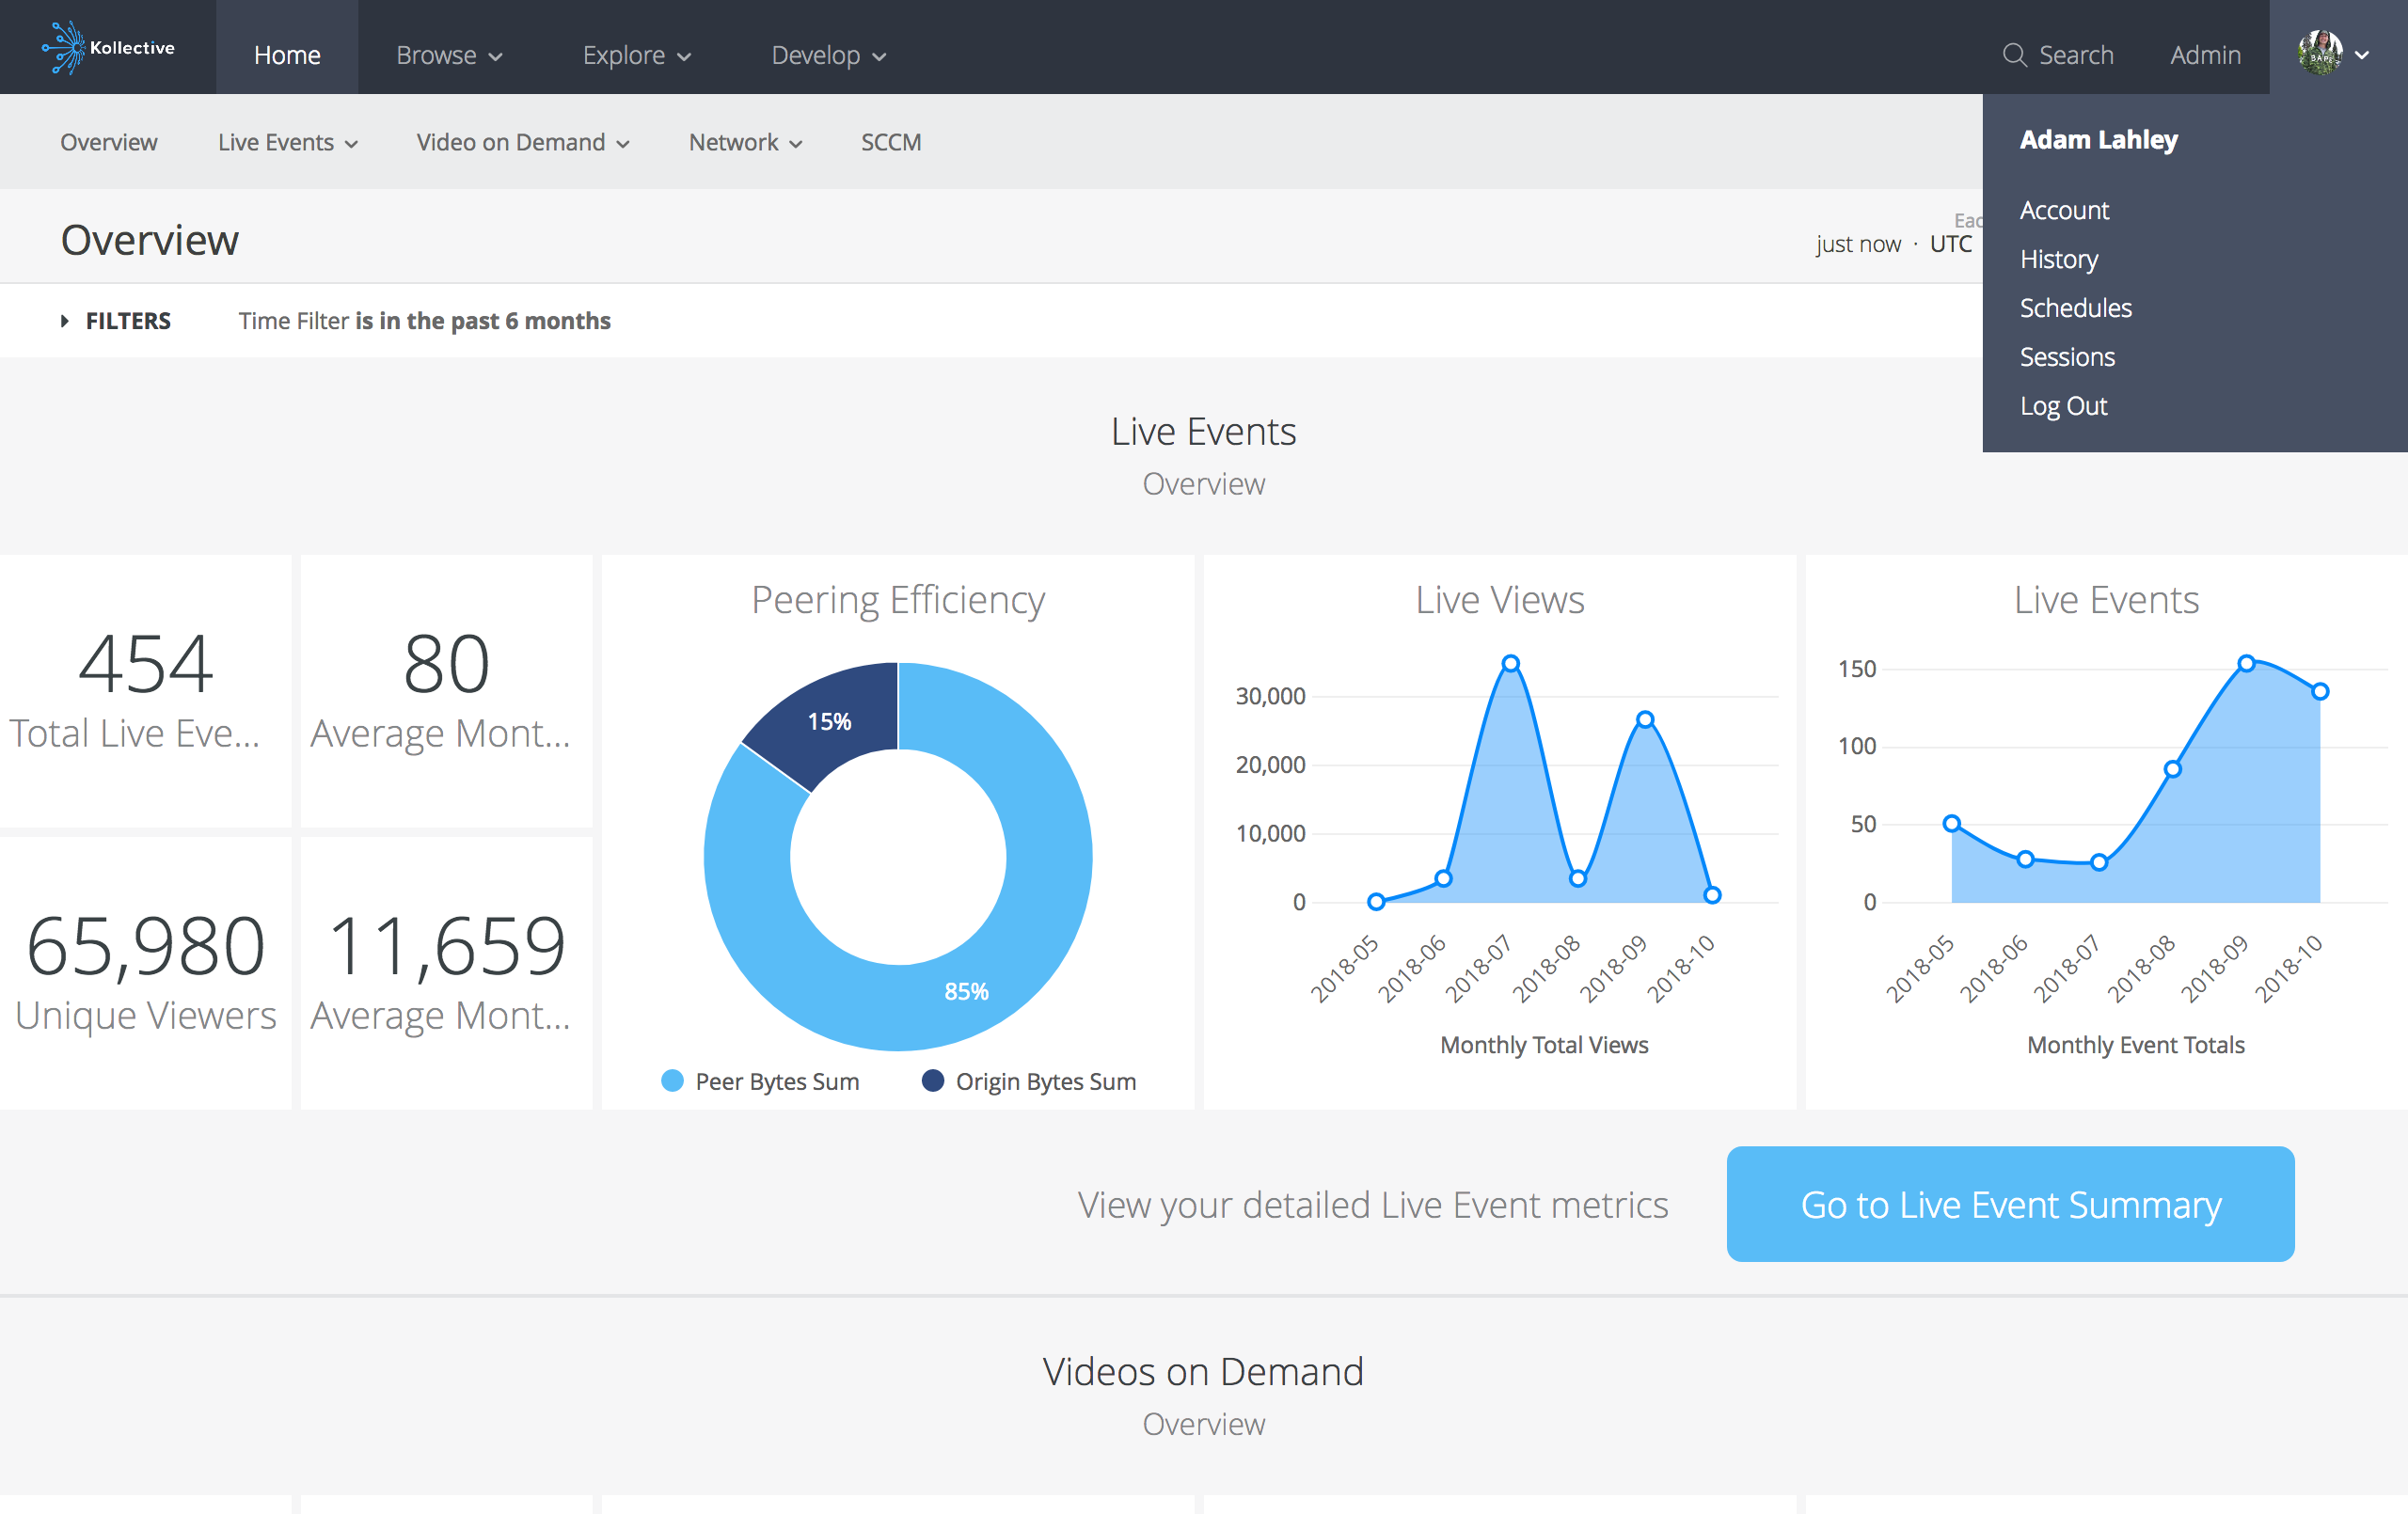 Kollective
Home
Browse
Explore
Develop
Search
Admin
Overview
Live Events
Video on Demand
Network
SCCM
Adam Lahley
Account
History
Schedules
Sessions
Log Out
Overview
just now · UTC
FILTERS
Time Filter is in the past 6 months
Live Events
Overview
454
Total Live Eve...
80
Average Mont...
65,980
Unique Viewers
11,659
Average Mont...
Peering Efficiency
15%
85%
Peer Bytes Sum
Origin Bytes Sum
Live Views
30,000
20,000
10,000
0
2018-05
2018-06
2018-07
2018-08
2018-09
2018-10
Monthly Total Views
Live Events
150
100
50
0
2018-05
2018-06
2018-07
2018-08
2018-09
2018-10
Monthly Event Totals
View your detailed Live Event metrics
Go to Live Event Summary
Videos on Demand
Overview